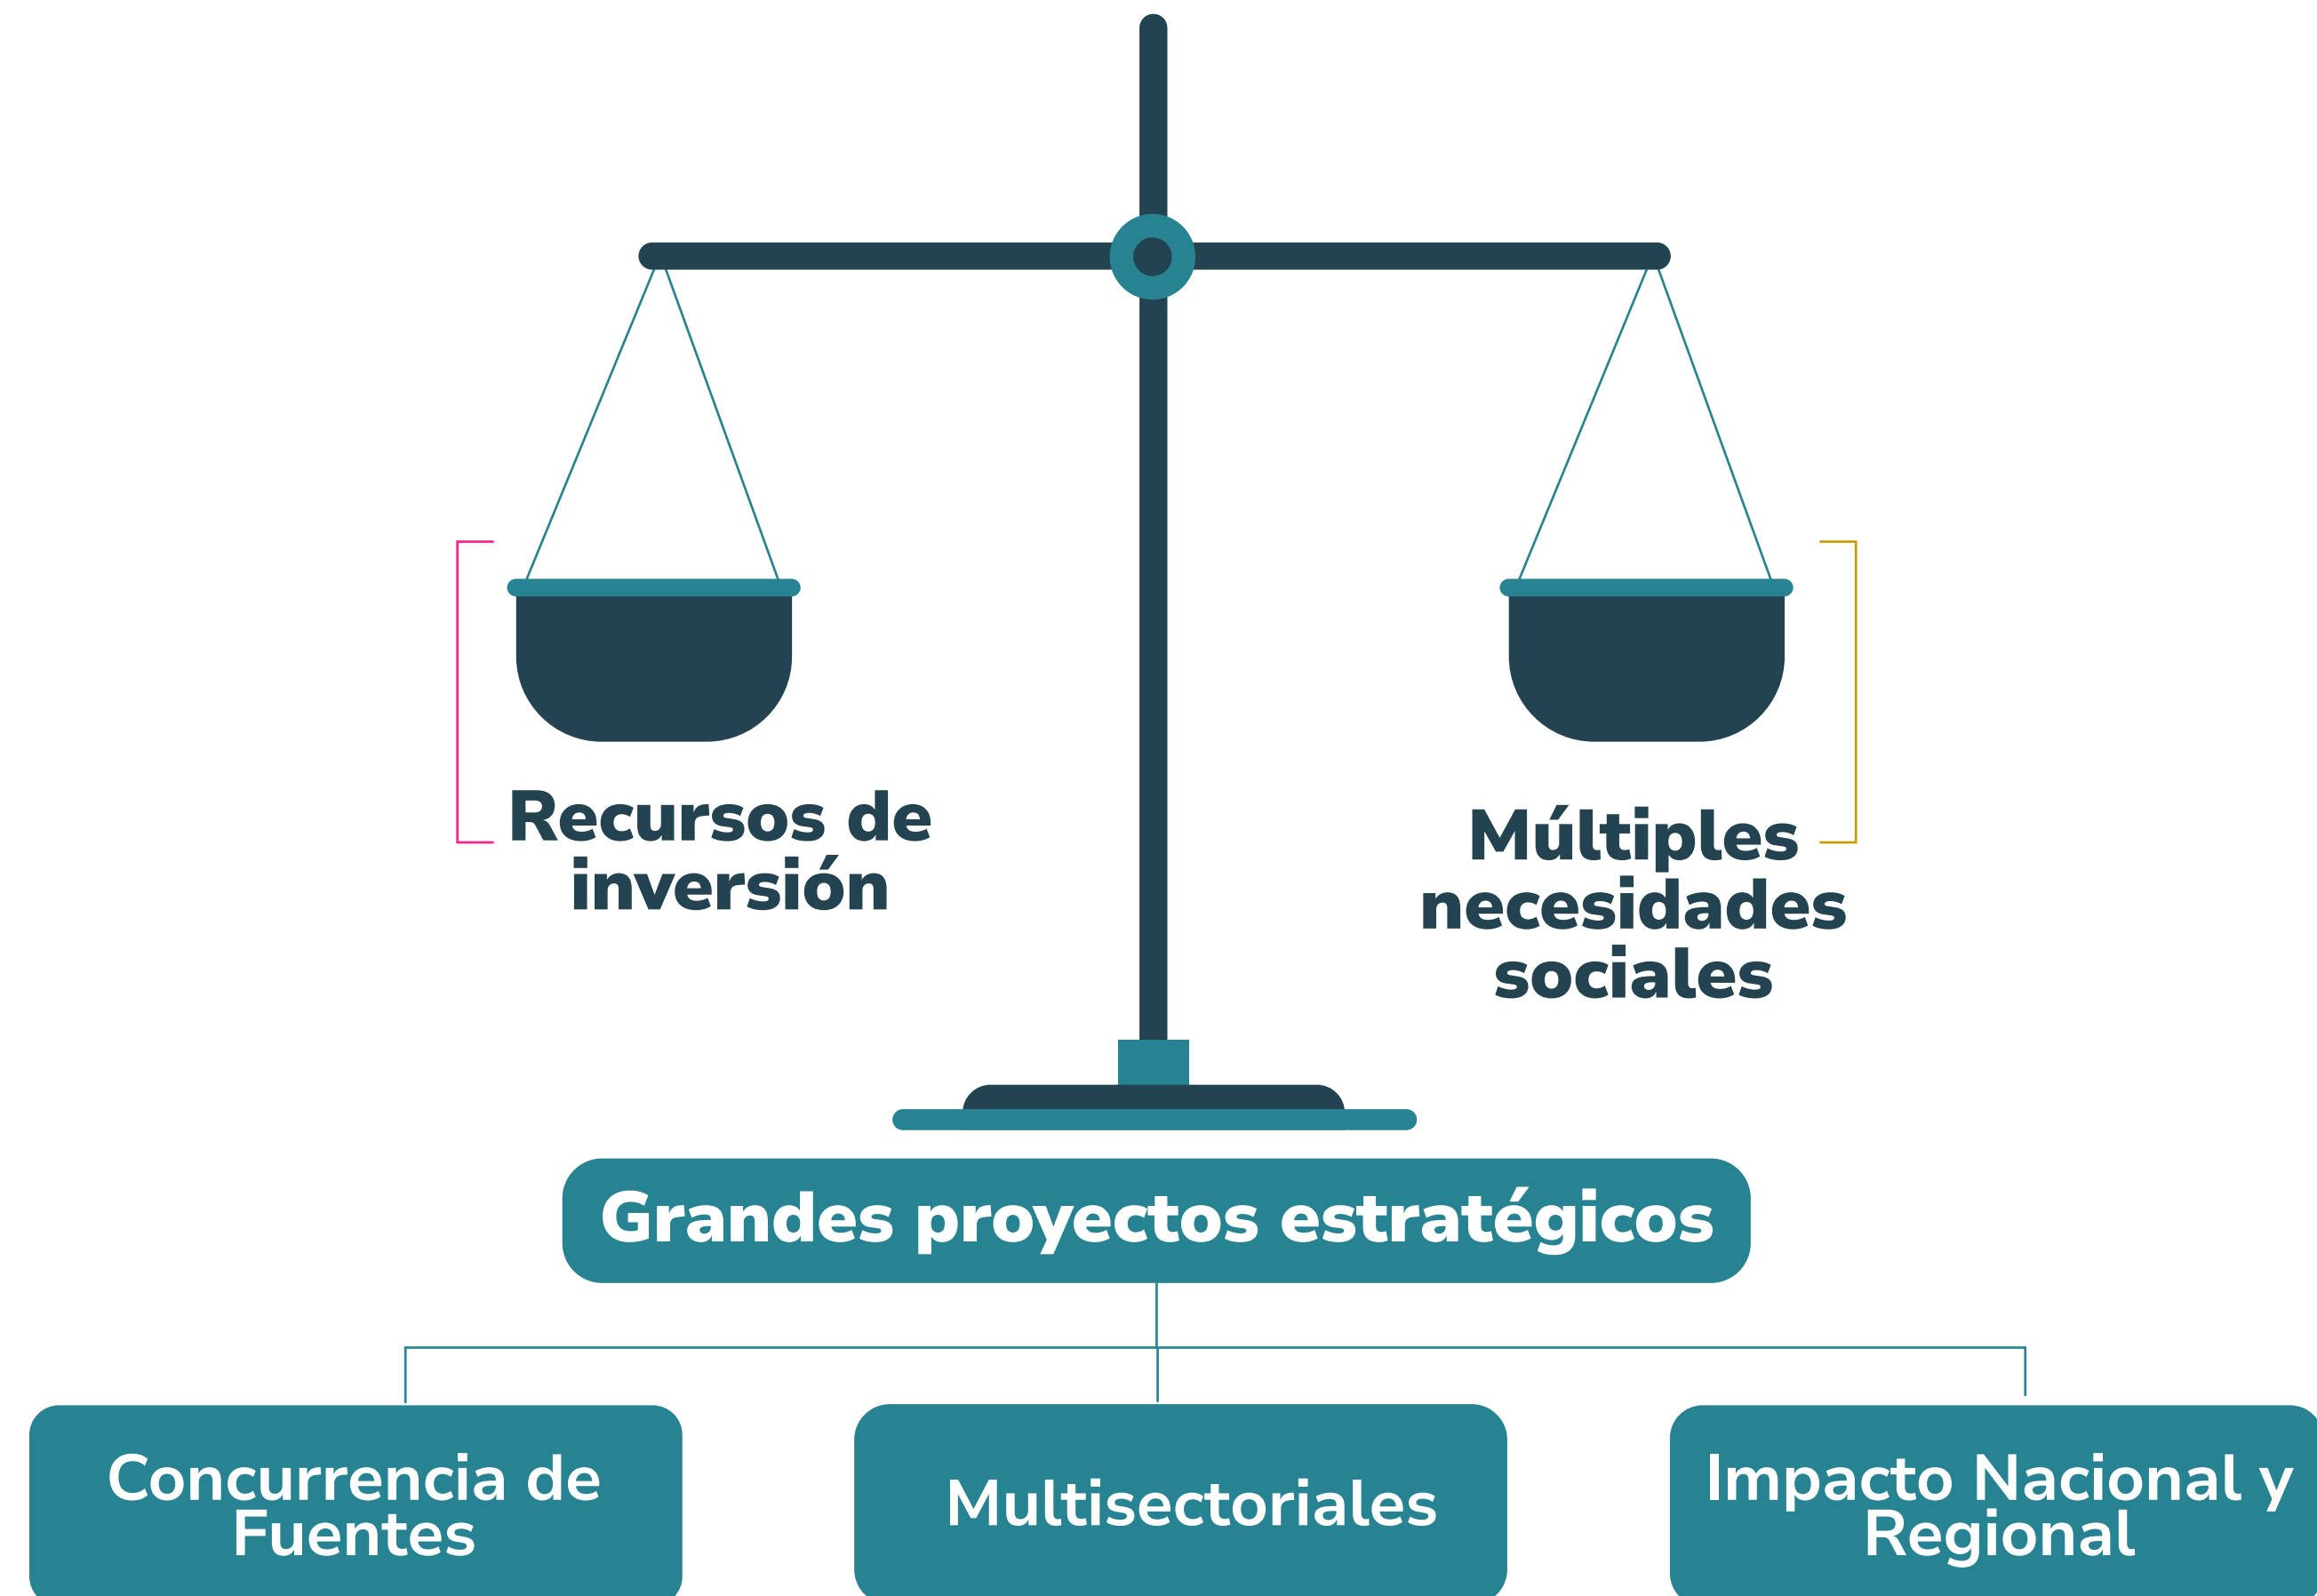 Recursos de
inversión
Múltiples
necesidades
sociales
Grandes proyectos estratégicos
Concurrencia de
Fuentes
Multisectoriales
Impacto Nacional y
Regional